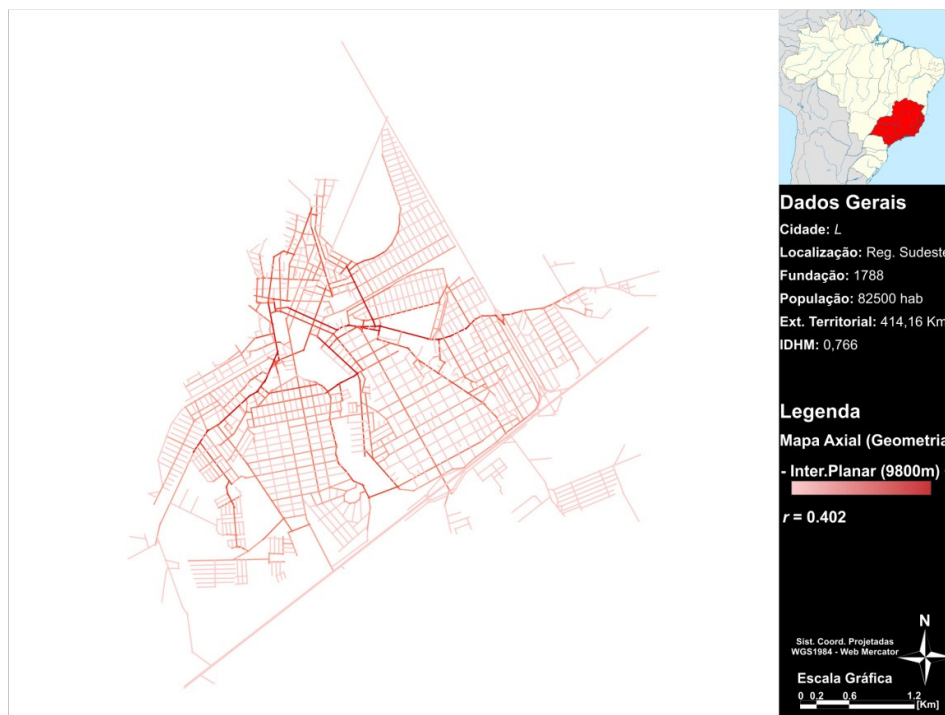 Dados Gerais
Cidade: L
Localização: Reg. Sudeste
Fundação: 1788
População: 82500 hab
Ext. Territorial: 414,16 Km
IDHM: 0,766
Legenda
Mapa Axial (Geometria
- Inter.Planar (9800m)
r = 0.402
N
Sist. Coord. Projetadas
WGS1984 - Web Mercator
Escala Gráfica
0 0.2 0.6 1.2
[Km]